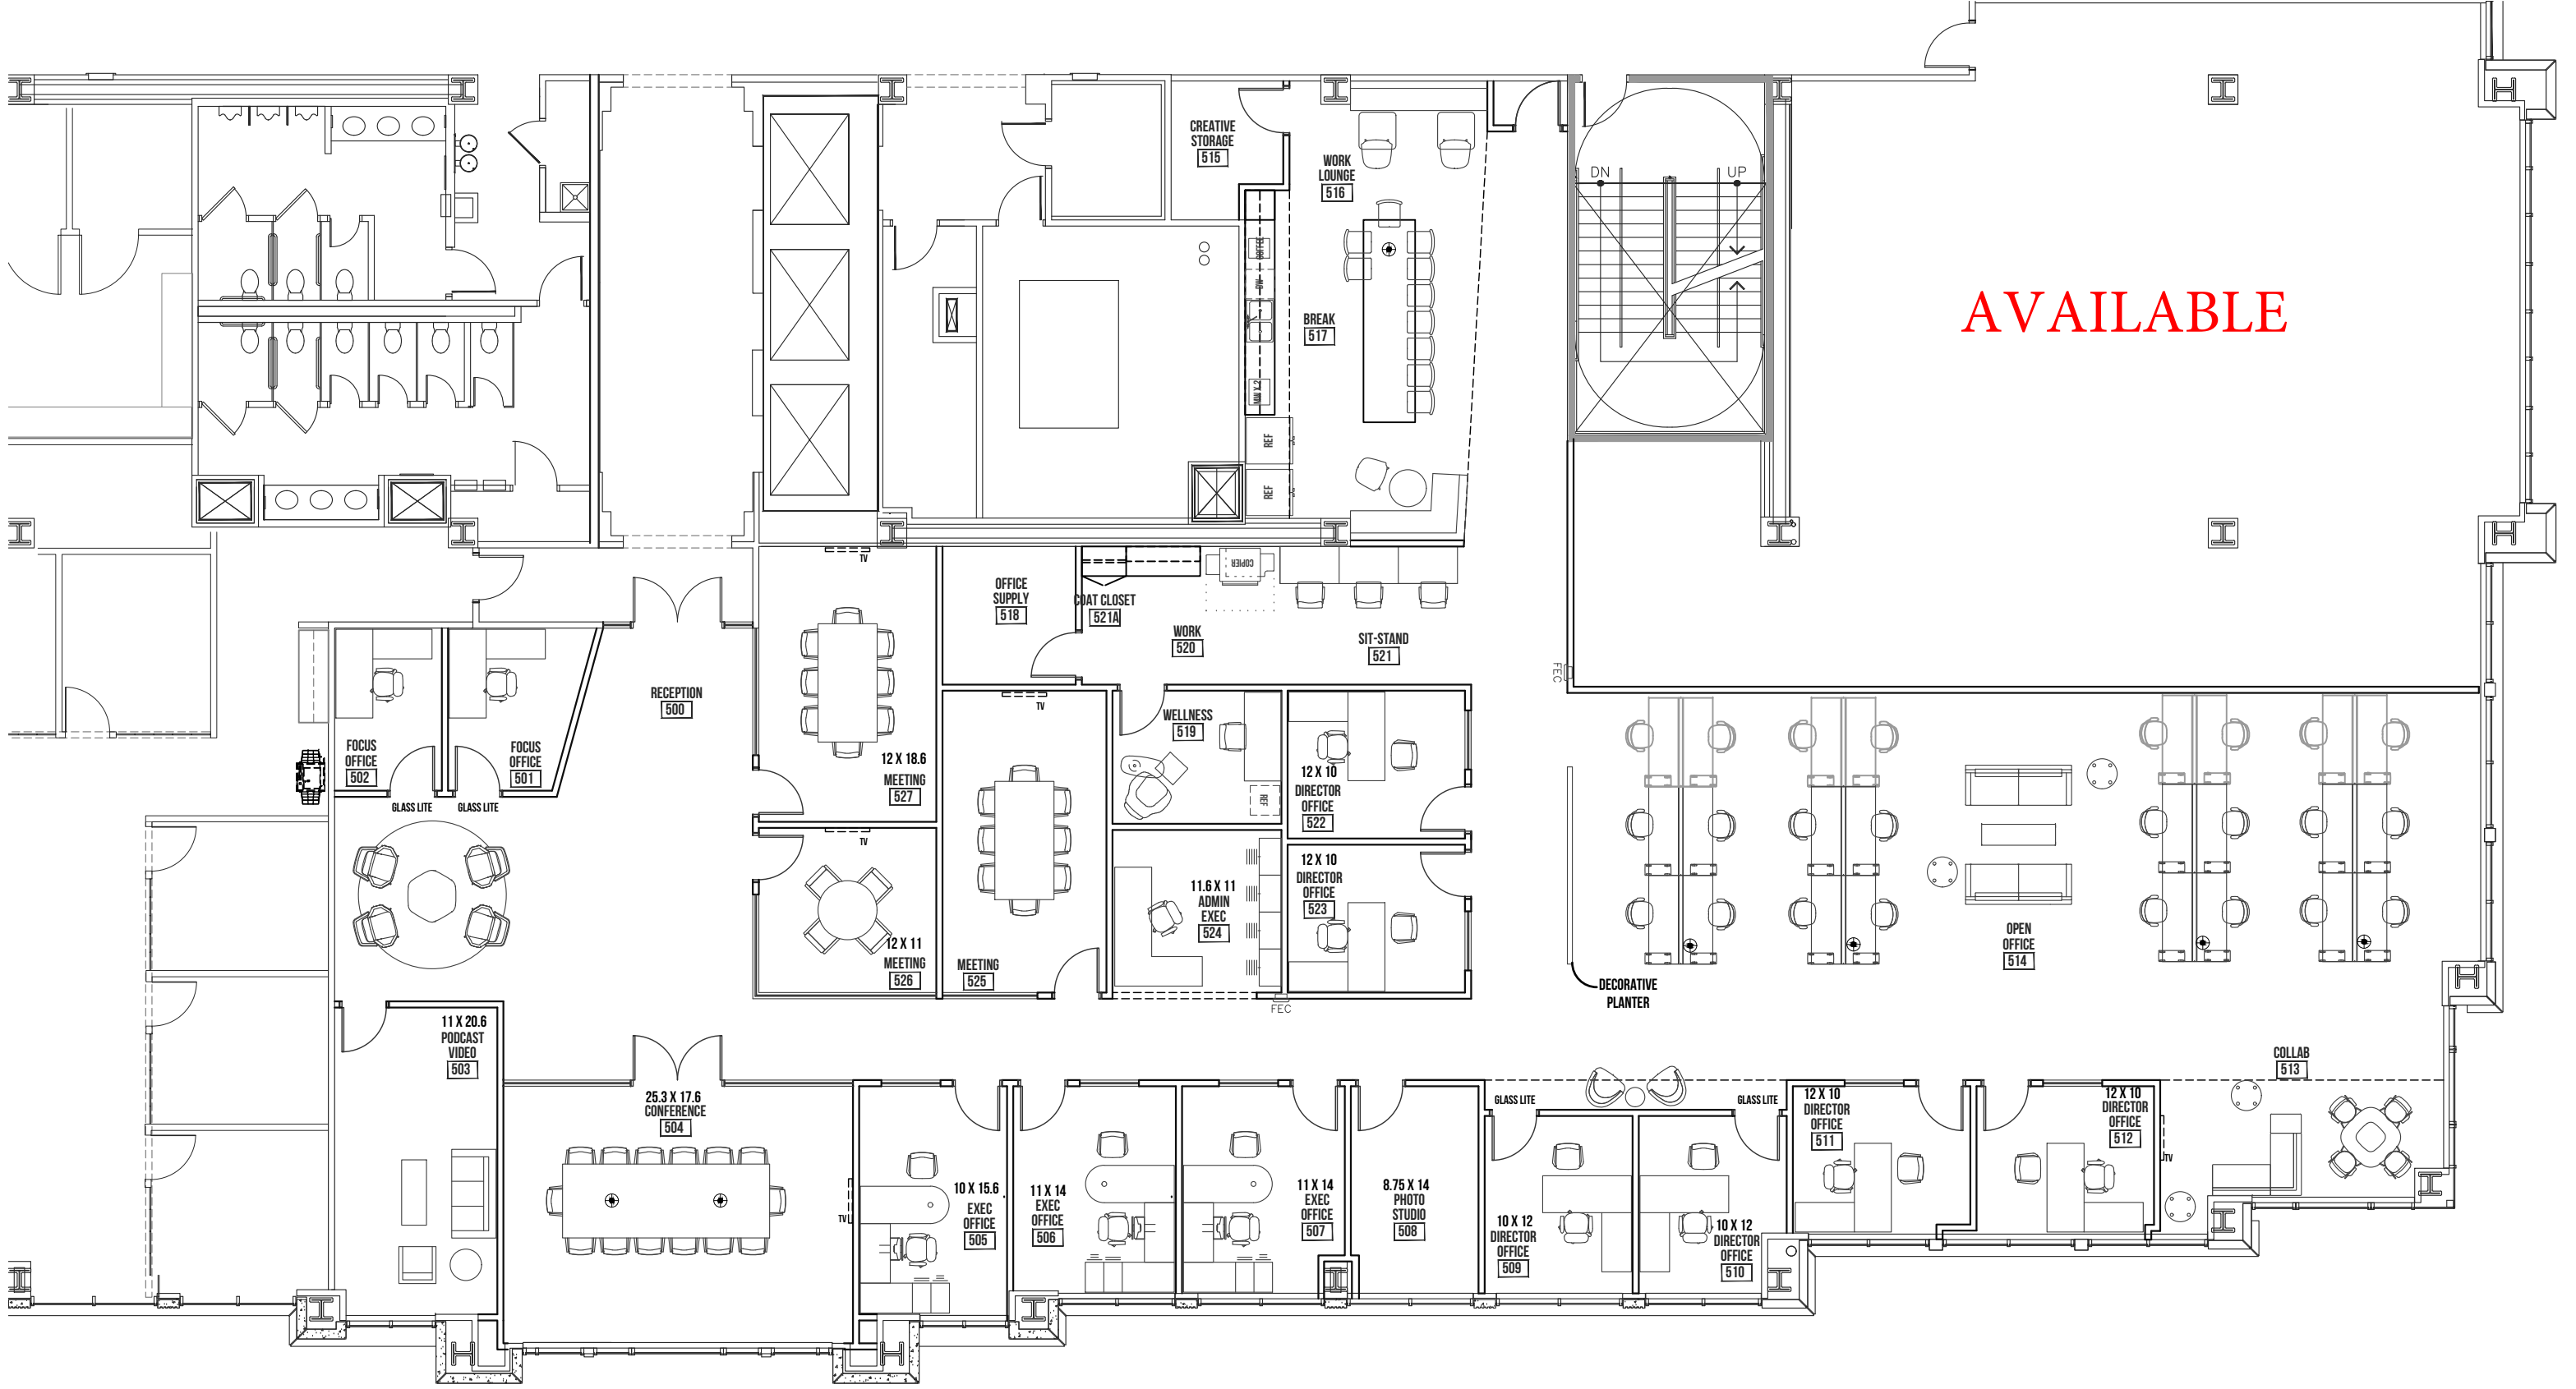 CREATIVE
STORAGE
515
WORK
LOUNGE
516
DN
UP
COFFEE
DW
BREAK
517
MW X 2
REF
REF
AVAILABLE
TV
OFFICE
SUPPLY
518
COAT CLOSET
521A
COPIER
WORK
520
SIT-STAND
521
FEC
RECEPTION
500
FOCUS
OFFICE
502
FOCUS
OFFICE
501
GLASS LITE
GLASS LITE
12 X 18.6
MEETING
527
TV
TV
WELLNESS
519
REF
12 X 10
DIRECTOR
OFFICE
522
12 X 10
DIRECTOR
OFFICE
523
11.6 X 11
ADMIN
EXEC
524
12 X 11
MEETING
526
MEETING
525
FEC
DECORATIVE
PLANTER
OPEN
OFFICE
514
COLLAB
513
11 X 20.6
PODCAST
VIDEO
503
25.3 X 17.6
CONFERENCE
504
TV
10 X 15.6
EXEC
OFFICE
505
11 X 14
EXEC
OFFICE
506
11 X 14
EXEC
OFFICE
507
8.75 X 14
PHOTO
STUDIO
508
GLASS LITE
GLASS LITE
10 X 12
DIRECTOR
OFFICE
509
10 X 12
DIRECTOR
OFFICE
510
12 X 10
DIRECTOR
OFFICE
511
12 X 10
DIRECTOR
OFFICE
512
TV